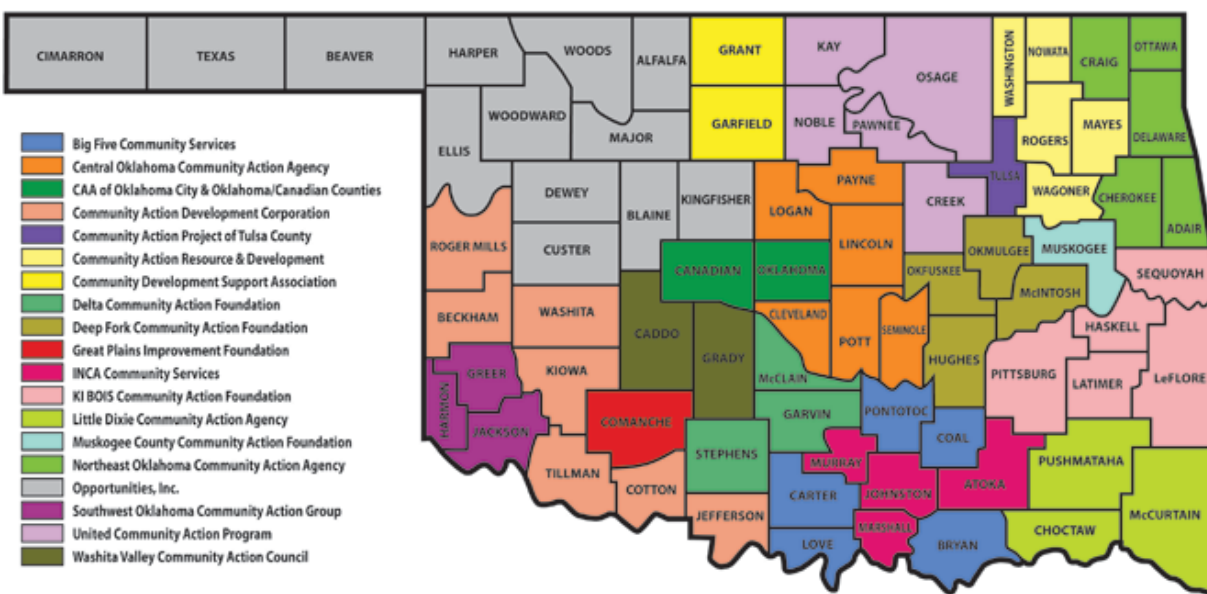 CIMARRON
TEXAS
BEAVER
HARPER
WOODS
ALFALFA
GRANT
KAY
OSAGE
WASHINGTON
NOWATA
CRAIG
OTTAWA
WOODWARD
ELLIS
MAJOR
GARFIELD
NOBLE
PAWNEE
ROGERS
MAYES
DELAWARE
Big Five Community Services
Central Oklahoma Community Action Agency
CAA of Oklahoma City & Oklahoma/Canadian Counties
Community Action Development Corporation
Community Action Project of Tulsa County
Community Action Resource & Development
Community Development Support Association
Delta Community Action Foundation
Deep Fork Community Action Foundation
Great Plains Improvement Foundation
INCA Community Services
KI BOIS Community Action Foundation
Little Dixie Community Action Agency
Muskogee County Community Action Foundation
Northeast Oklahoma Community Action Agency
Opportunities, Inc.
Southwest Oklahoma Community Action Group
United Community Action Program
Washita Valley Community Action Council
DEWEY
BLAINE
KINGFISHER
LOGAN
PAYNE
CREEK
TULSA
WAGONER
CHEROKEE
ADAIR
ROGER MILLS
CUSTER
CANADIAN
OKLAHOMA
LINCOLN
OKMULGEE
MUSKOGEE
SEQUOYAH
OKFUSKEE
McINTOSH
BECKHAM
WASHITA
CADDO
GRADY
CLEVELAND
POTT
SEMINOLE
HUGHES
HASKELL
PITTSBURG
LATIMER
LeFLORE
GREER
KIOWA
McCLAIN
HARMON
JACKSON
COMANCHE
GARVIN
PONTOTOC
COAL
TILLMAN
COTTON
STEPHENS
MURRAY
CARTER
JOHNSTON
ATOKA
PUSHMATAHA
JEFFERSON
LOVE
MARSHALL
BRYAN
CHOCTAW
McCURTAIN